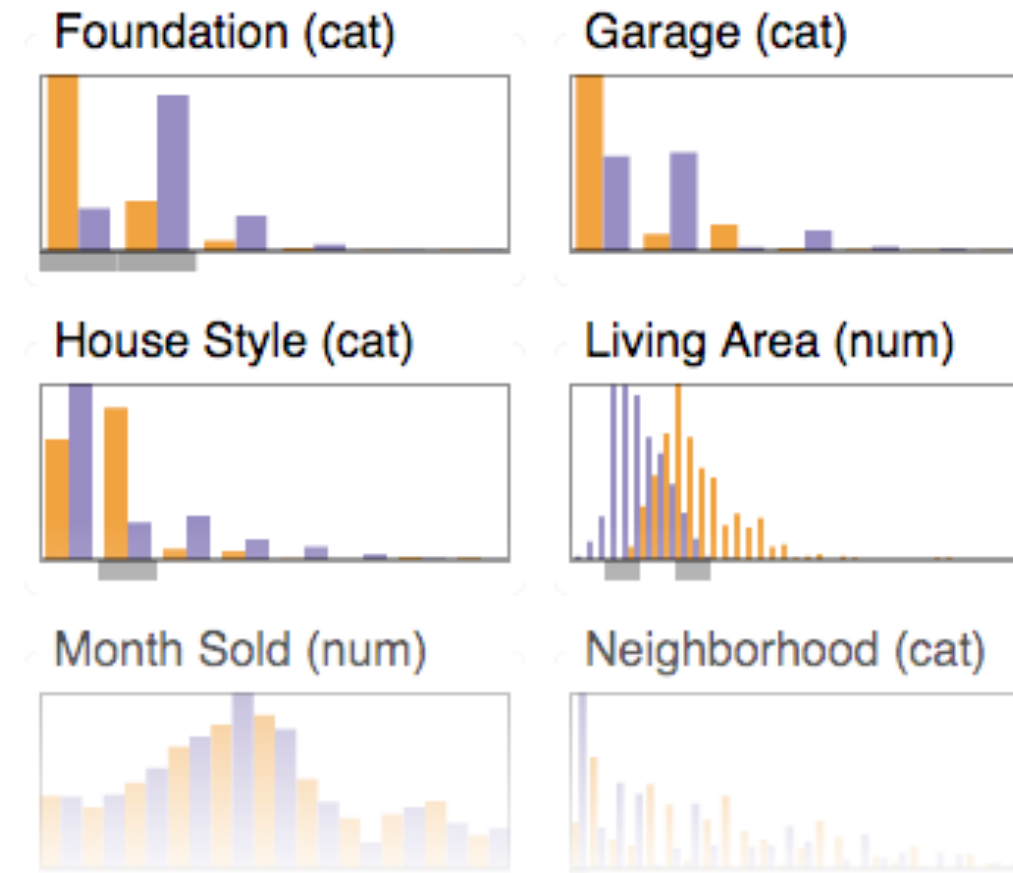 Foundation (cat)
Garage (cat)
House Style (cat)
Living Area (num)
Month Sold (num)
Neighborhood (cat)